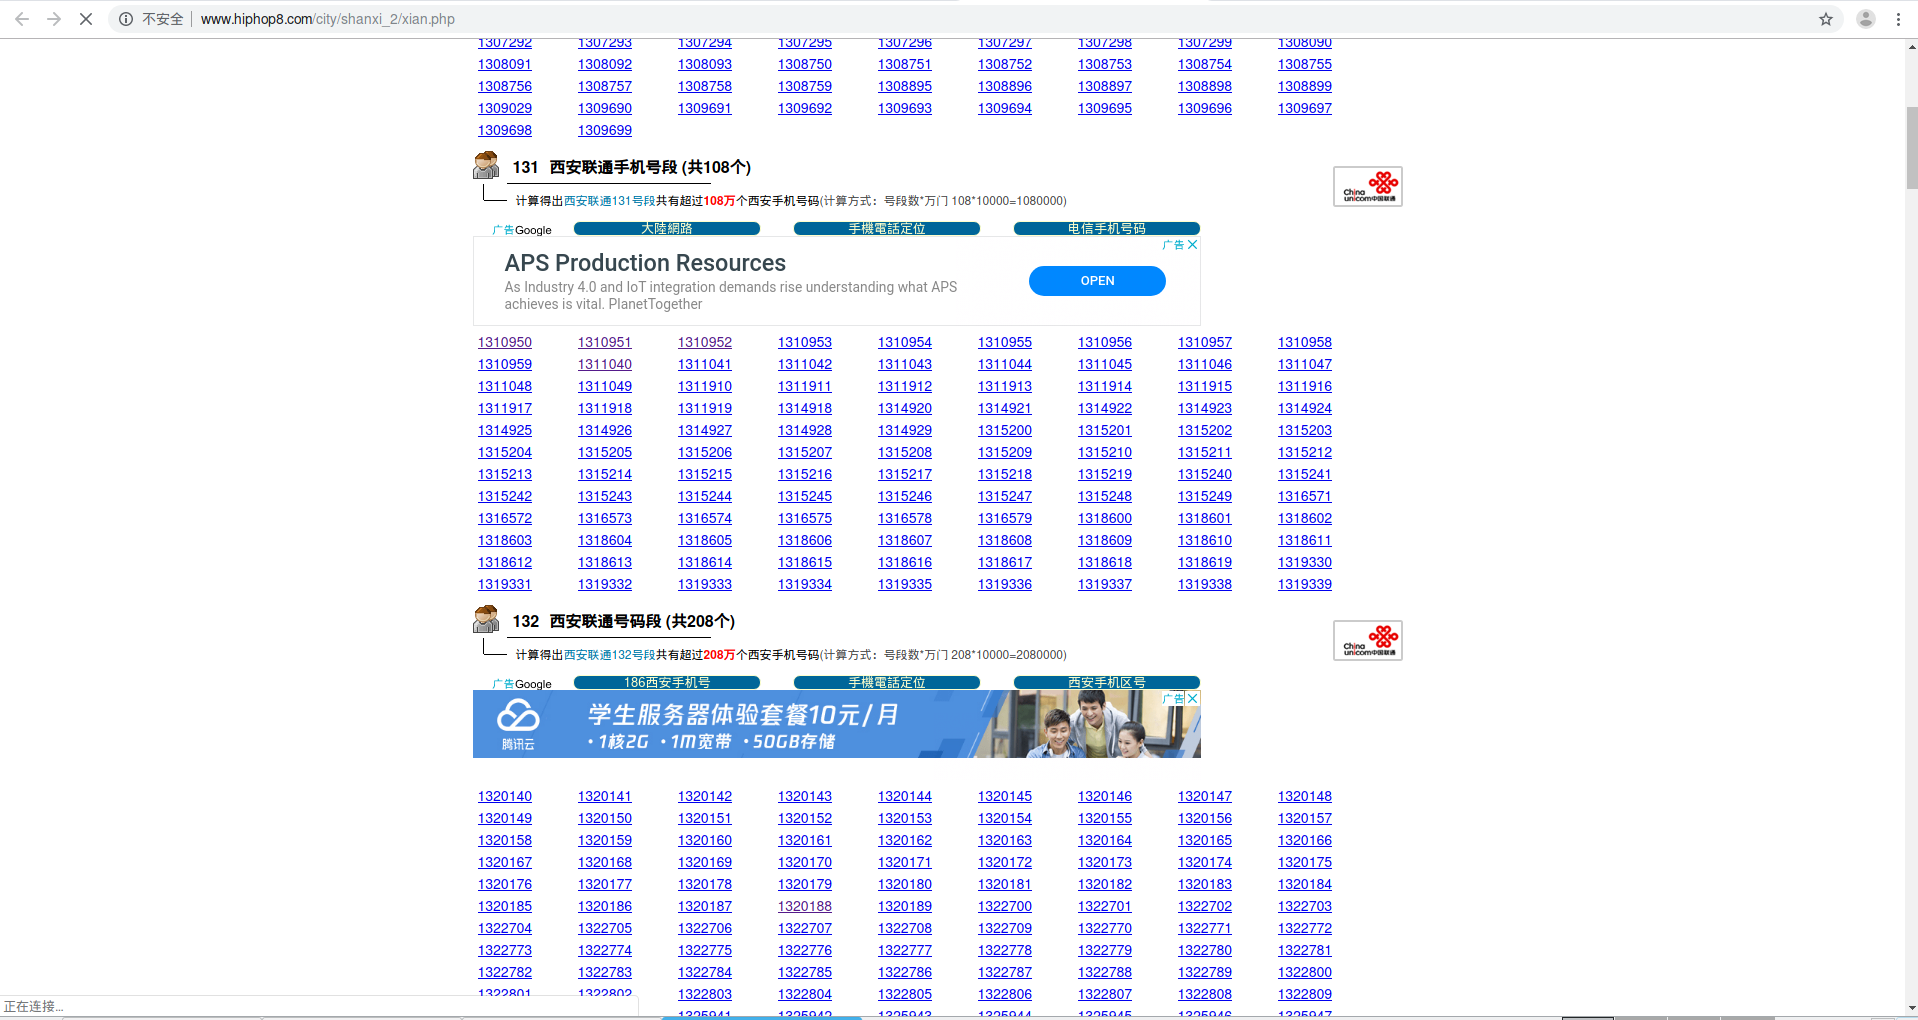 不安全 www.hiphop8.com/city/shanxi_2/xian.php
1307292 1307293 1307294 1307295 1307296 1307297 1307298 1307299 1308090
1308091 1308092 1308093 1308750 1308751 1308752 1308753 1308754 1308755
1308756 1308757 1308758 1308759 1308895 1308896 1308897 1308898 1308899
1309029 1309690 1309691 1309692 1309693 1309694 1309695 1309696 1309697
1309698 1309699
131 西安联通手机号段 (共108个)
计算得出西安联通131号段共有超过108万个西安手机号码(计算方式：号段数*万门 108*10000=1080000)
China unicom中国联通
广告Google 大陸網路 手機電話定位 电信手机号码
广告
APS Production Resources
As Industry 4.0 and IoT integration demands rise understanding what APS
achieves is vital. PlanetTogether
OPEN
1310950 1310951 1310952 1310953 1310954 1310955 1310956 1310957 1310958
1310959 1311040 1311041 1311042 1311043 1311044 1311045 1311046 1311047
1311048 1311049 1311910 1311911 1311912 1311913 1311914 1311915 1311916
1311917 1311918 1311919 1314918 1314920 1314921 1314922 1314923 1314924
1314925 1314926 1314927 1314928 1314929 1315200 1315201 1315202 1315203
1315204 1315205 1315206 1315207 1315208 1315209 1315210 1315211 1315212
1315213 1315214 1315215 1315216 1315217 1315218 1315219 1315240 1315241
1315242 1315243 1315244 1315245 1315246 1315247 1315248 1315249 1316571
1316572 1316573 1316574 1316575 1316578 1316579 1318600 1318601 1318602
1318603 1318604 1318605 1318606 1318607 1318608 1318609 1318610 1318611
1318612 1318613 1318614 1318615 1318616 1318617 1318618 1318619 1319330
1319331 1319332 1319333 1319334 1319335 1319336 1319337 1319338 1319339
132 西安联通号码段 (共208个)
计算得出西安联通132号段共有超过208万个西安手机号码(计算方式：号段数*万门 208*10000=2080000)
China unicom中国联通
广告Google 186西安手机号 手機電話定位 西安手机区号
广告
腾讯云
学生服务器体验套餐10元/月
·1核2G ·1M宽带 ·50GB存储
1320140 1320141 1320142 1320143 1320144 1320145 1320146 1320147 1320148
1320149 1320150 1320151 1320152 1320153 1320154 1320155 1320156 1320157
1320158 1320159 1320160 1320161 1320162 1320163 1320164 1320165 1320166
1320167 1320168 1320169 1320170 1320171 1320172 1320173 1320174 1320175
1320176 1320177 1320178 1320179 1320180 1320181 1320182 1320183 1320184
1320185 1320186 1320187 1320188 1320189 1322700 1322701 1322702 1322703
1322704 1322705 1322706 1322707 1322708 1322709 1322770 1322771 1322772
1322773 1322774 1322775 1322776 1322777 1322778 1322779 1322780 1322781
1322782 1322783 1322784 1322785 1322786 1322787 1322788 1322789 1322800
1322801 1322802 1322803 1322804 1322805 1322806 1322807 1322808 1322809
1325941 1325942 1325943 1325944 1325945 1325946 1325947
正在连接...